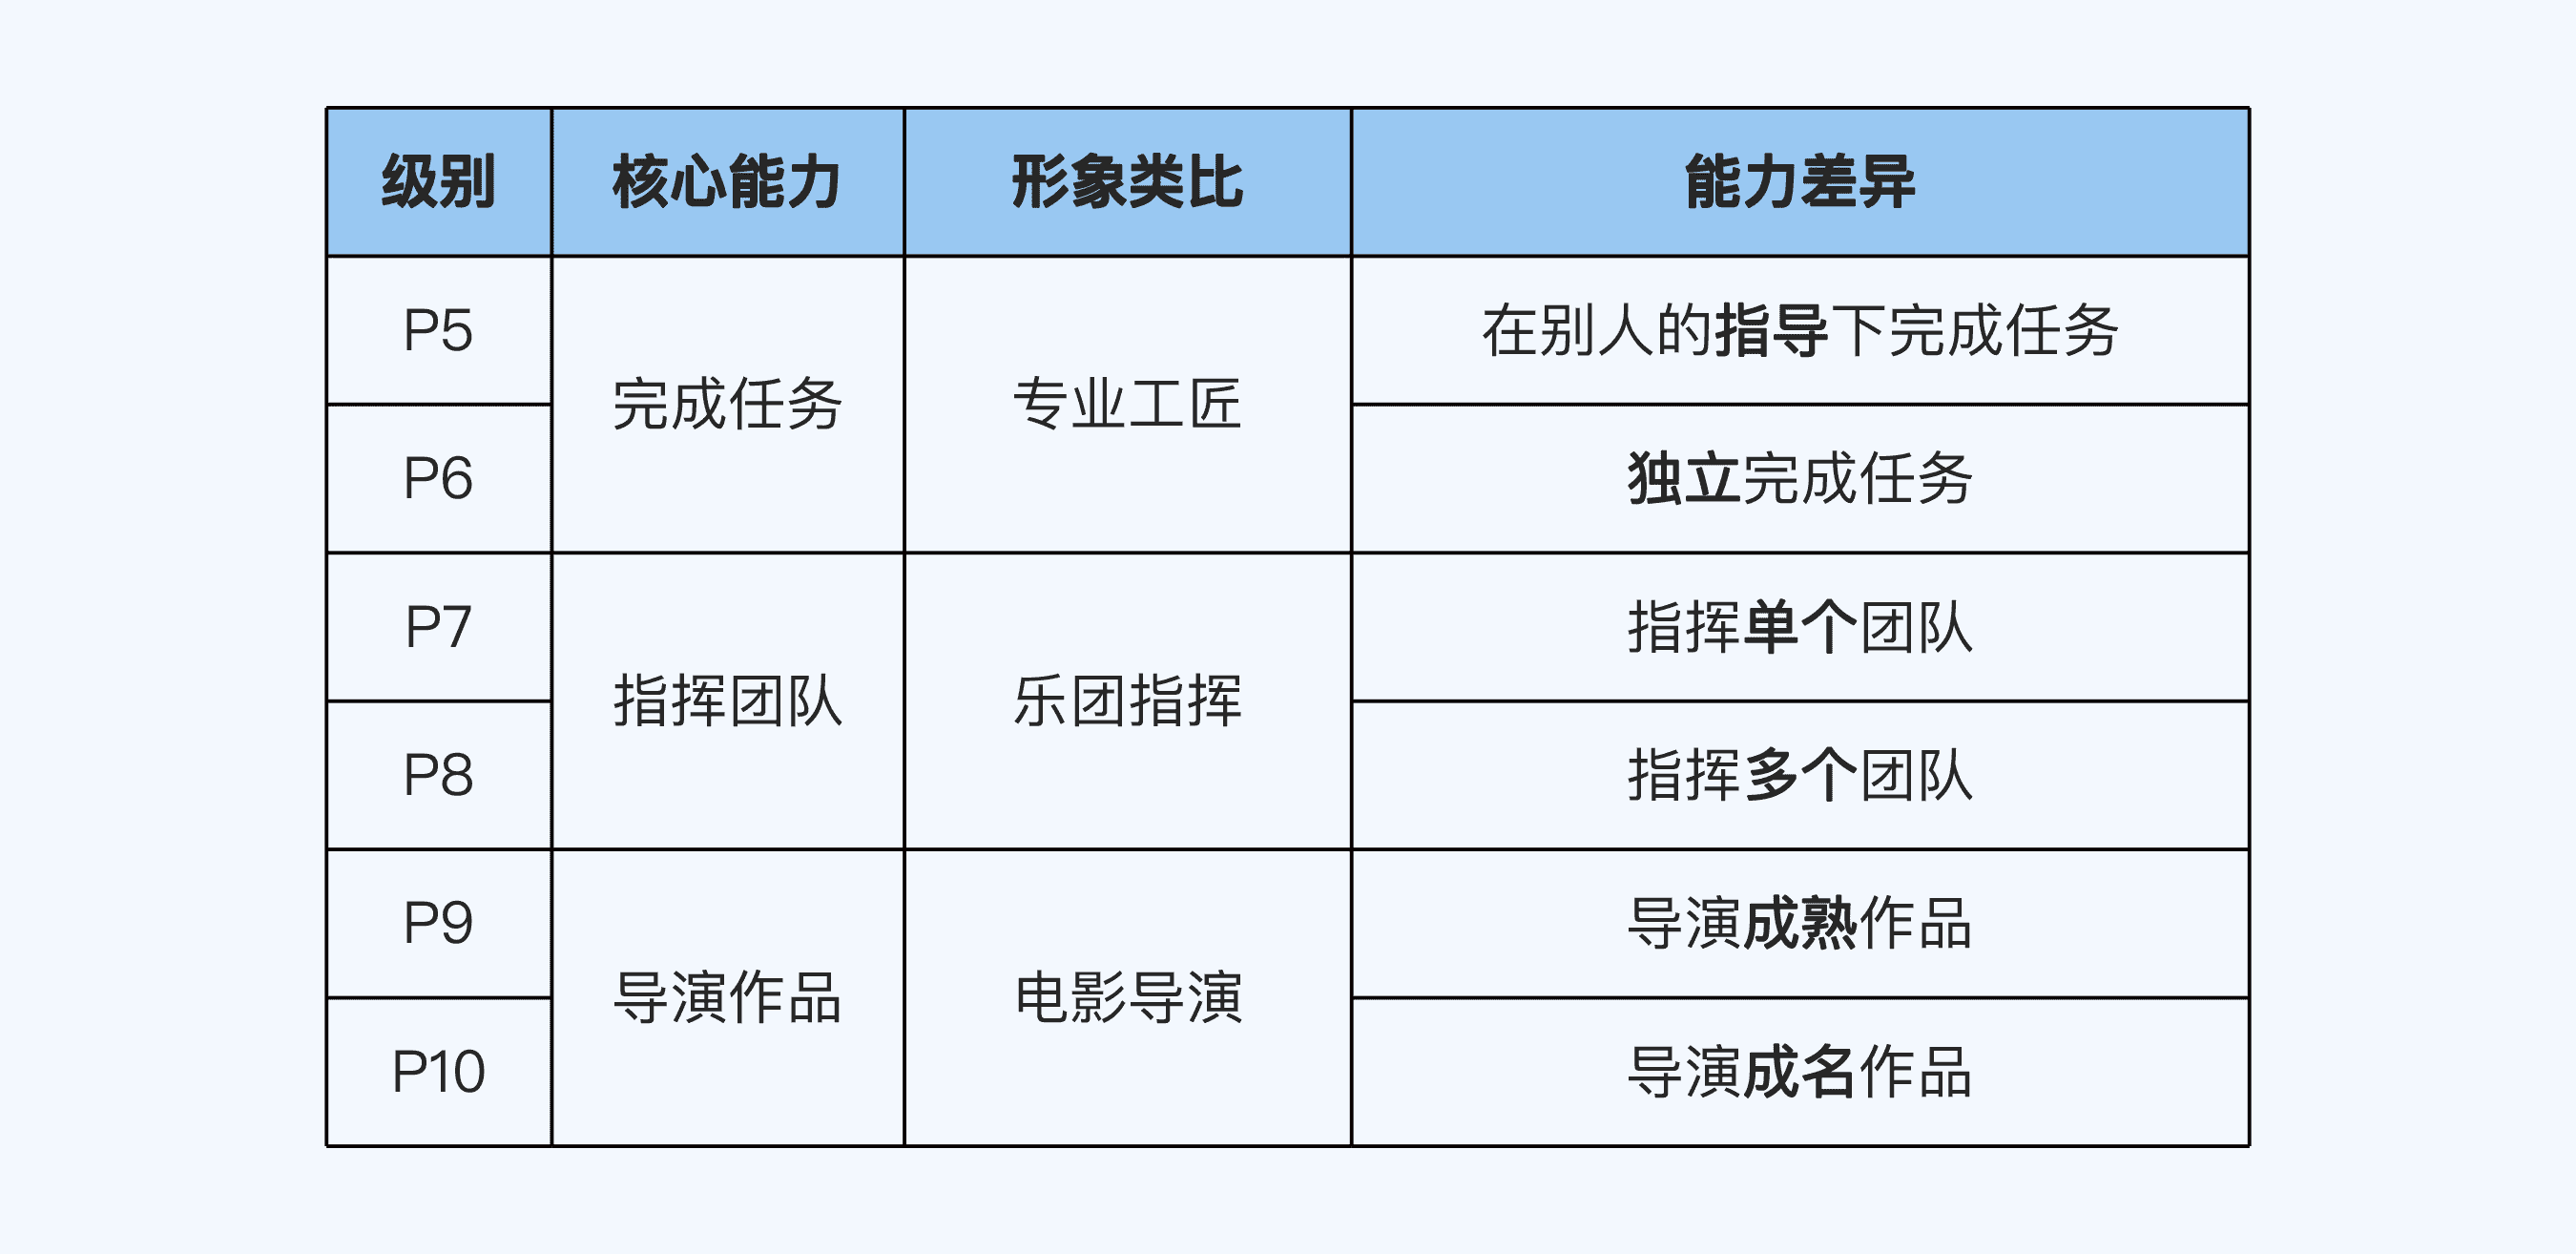 级别 核心能力 形象类比 能力差异
P5 在别人的指导下完成任务
完成任务 专业工匠
P6 独立完成任务
P7 指挥单个团队
指挥团队 乐团指挥
P8 指挥多个团队
P9 导演成熟作品
导演作品 电影导演
P10 导演成名作品